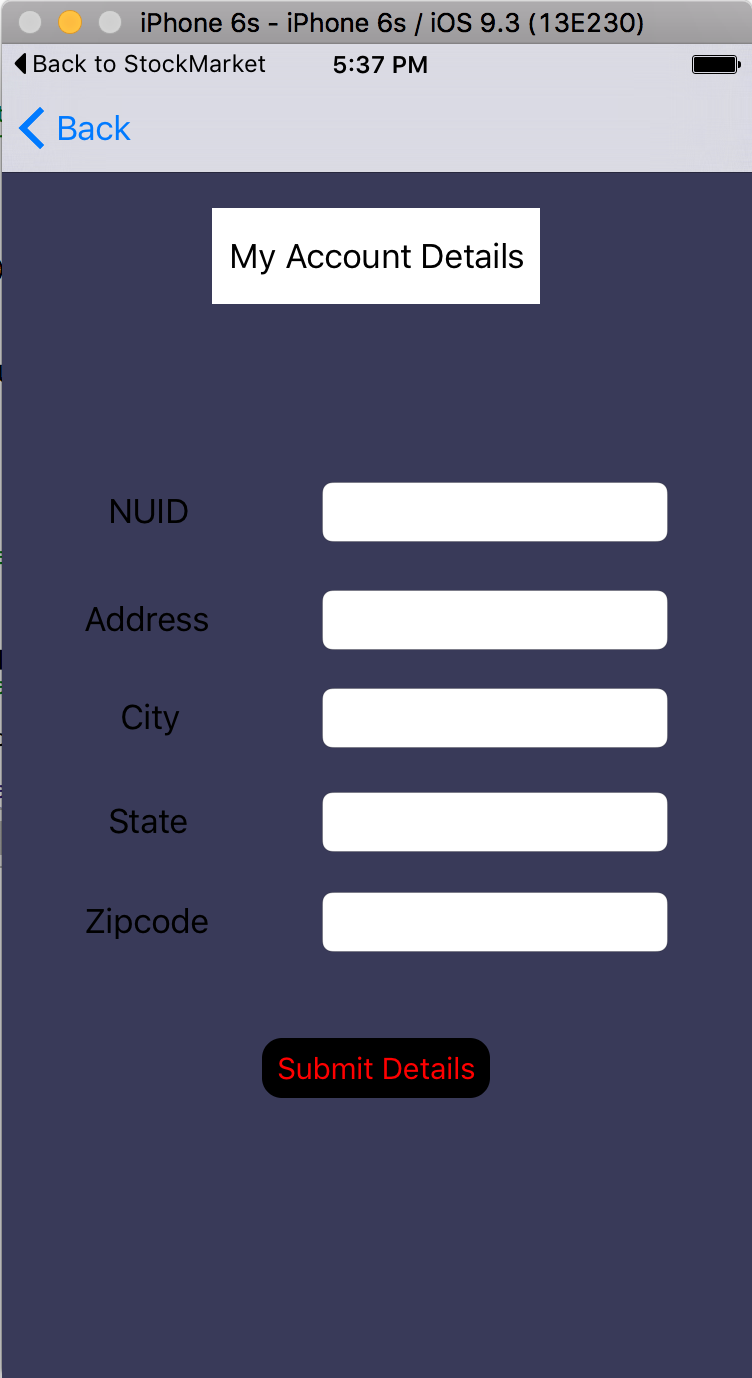 iPhone 6s - iPhone 6s / iOS 9.3 (13E230)
Back to StockMarket 5:37 PM
Back
My Account Details
NUID
Address
City
State
Zipcode
Submit Details